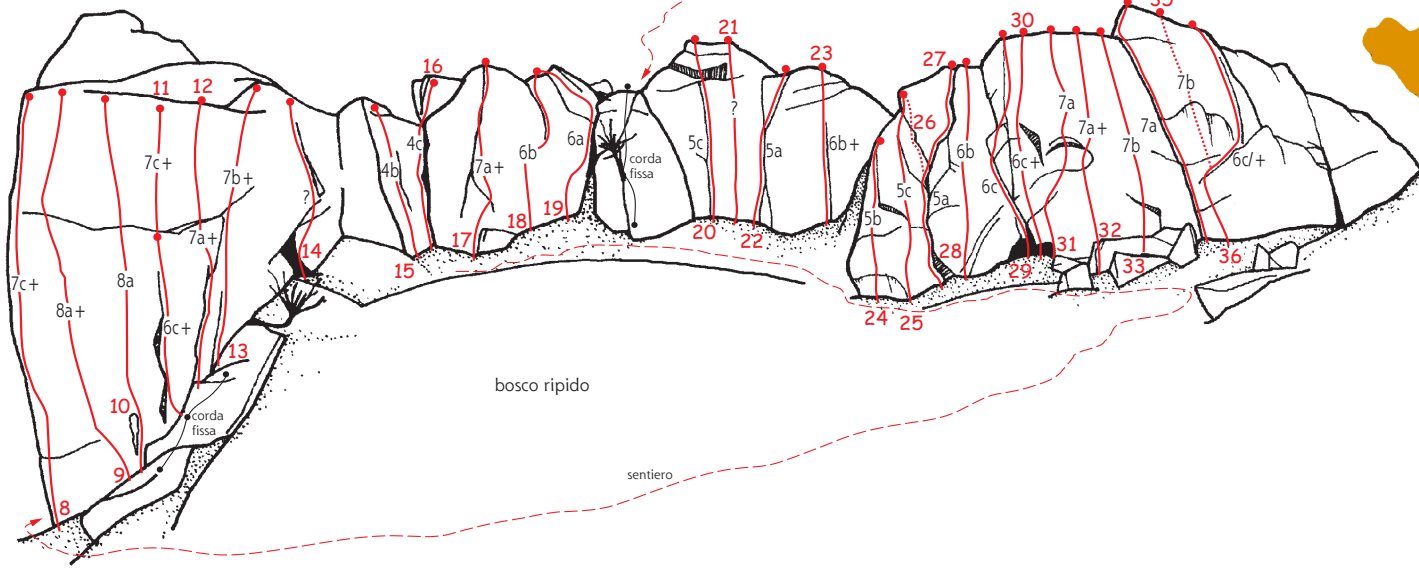 35
30
21
27
23
16
11
12
7c+
7b+
?
4b
4c
7a+
6b
6a
corda
fissa
5c
?
5a
6b+
26
5c
5b
5a
6b
6c
6c+
7a
7a+
7b
7a
7b
6c/+
7a+
14
15
17
18
19
20
22
28
29
31
32
33
36
24
25
7c+
8a+
8a
6c+
13
10
corda
fissa
9
8
bosco ripido
sentiero